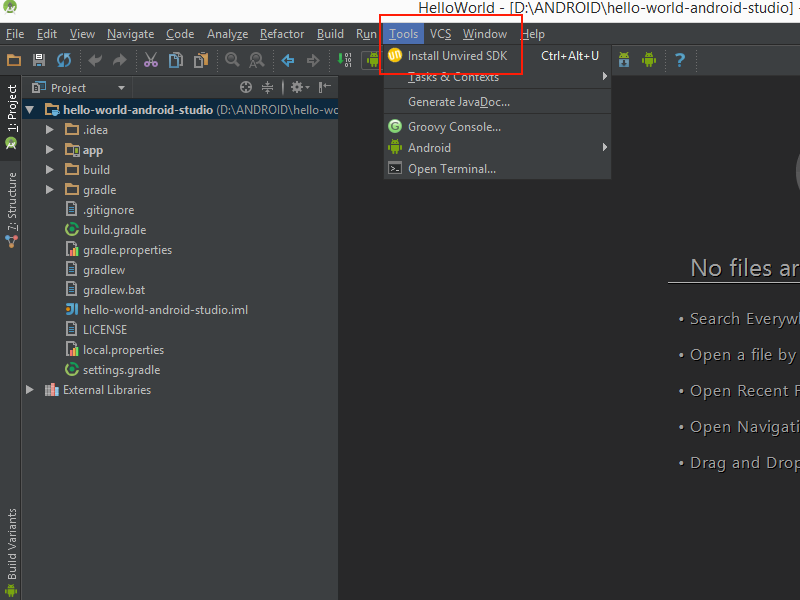 HelloWorld - [D:\ANDROID\hello-world-android-studio] -
File Edit View Navigate Code Analyze Refactor Build Run Tools VCS Window Help
Install Unvired SDK Ctrl+Alt+U
Tasks & Contexts
Generate JavaDoc...
Groovy Console...
Android
Open Terminal...
1: Project
7: Structure
Build Variants
Project
hello-world-android-studio (D:\ANDROID\hello-wo
.idea
app
build
gradle
.gitignore
build.gradle
gradle.properties
gradlew
gradlew.bat
hello-world-android-studio.iml
LICENSE
local.properties
settings.gradle
External Libraries
No files ar
• Search Everywh
• Open a file by
• Open Recent F
• Open Navigati
• Drag and Drop